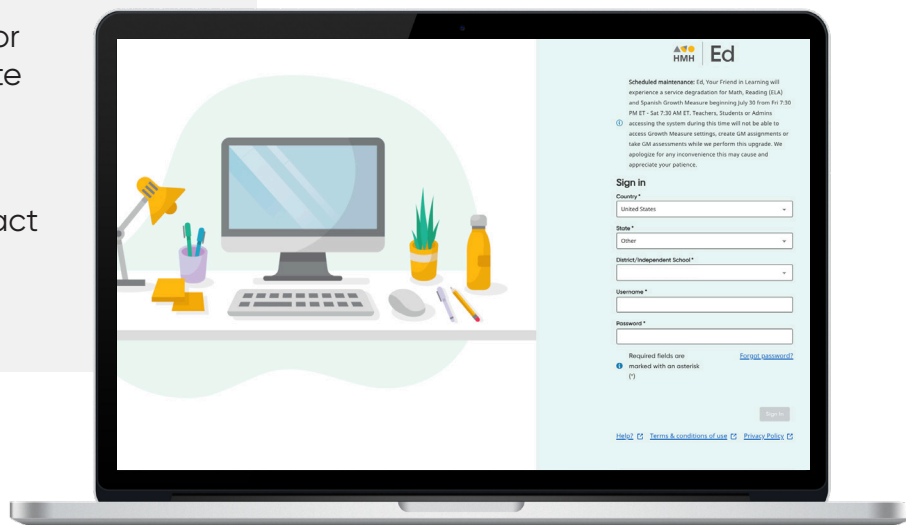 or
te
act
HMH Ed
Scheduled maintenance: Ed, Your Friend in Learning will
experience a service degradation for Math, Reading (ELA)
and Spanish Growth Measure beginning July 30 from Fri 7:30
PM ET - Sat 7:30 AM ET. Teachers, Students or Admins
accessing the system during this time will not be able to
access Growth Measure settings, create GM assignments or
take GM assessments while we perform this upgrade. We
apologize for any inconvenience this may cause and
appreciate your patience.
Sign in
Country *
United States
State *
Other
District/Independent School *
Username *
Password *
Required fields are
marked with an asterisk
(*)
Forgot password?
Sign in
Help? Terms & conditions of use Privacy Policy